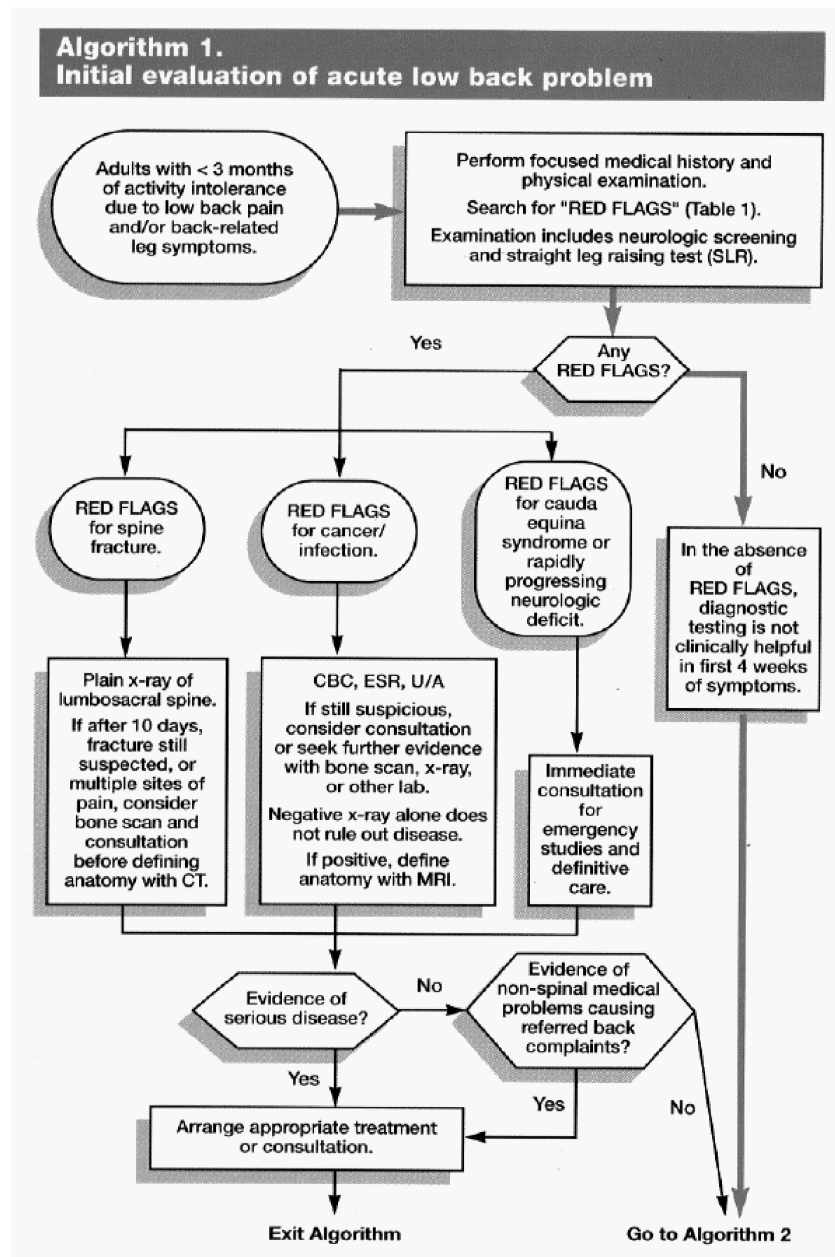 Algorithm 1.
Initial evaluation of acute low back problem
Adults with < 3 months
of activity intolerance
due to low back pain
and/or back-related
leg symptoms.
Perform focused medical history and
physical examination.
Search for "RED FLAGS" (Table 1).
Examination includes neurologic screening
and straight leg raising test (SLR).
Any
RED FLAGS?
Yes
No
RED FLAGS
for spine
fracture.
RED FLAGS
for cancer/
infection.
RED FLAGS
for cauda
equina
syndrome or
rapidly
progressing
neurologic
deficit.
In the absence
of
RED FLAGS,
diagnostic
testing is not
clinically helpful
in first 4 weeks
of symptoms.
Plain x-ray of
lumbosacral spine.
If after 10 days,
fracture still
suspected, or
multiple sites of
pain, consider
bone scan and
consultation
before defining
anatomy with CT.
CBC, ESR, U/A
If still suspicious,
consider consultation
or seek further evidence
with bone scan, x-ray,
or other lab.
Negative x-ray alone does
not rule out disease.
If positive, define
anatomy with MRI.
Immediate
consultation
for
emergency
studies and
definitive
care.
Evidence of
serious disease?
No
Evidence of
non-spinal medical
problems causing
referred back
complaints?
Yes
Yes
No
Arrange appropriate treatment
or consultation.
Exit Algorithm
Go to Algorithm 2